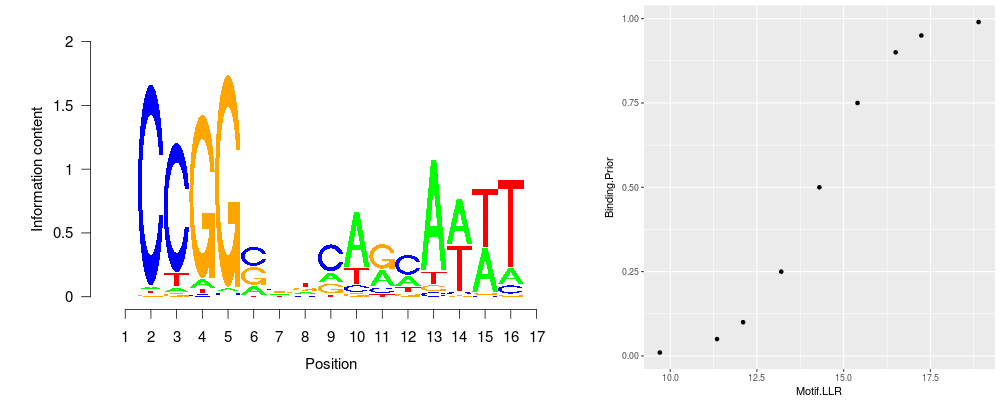 2
1.5
1
0.5
0
Information content
1 2 3 4 5 6 7 8 9 10 11 12 13 14 15 16 17
Position
C C G G C C A G C A A T T
T G A A T T A A
1.00
0.75
0.50
0.25
0.00
Binding.Prior
10.0 12.5 15.0 17.5
Motif.LLR